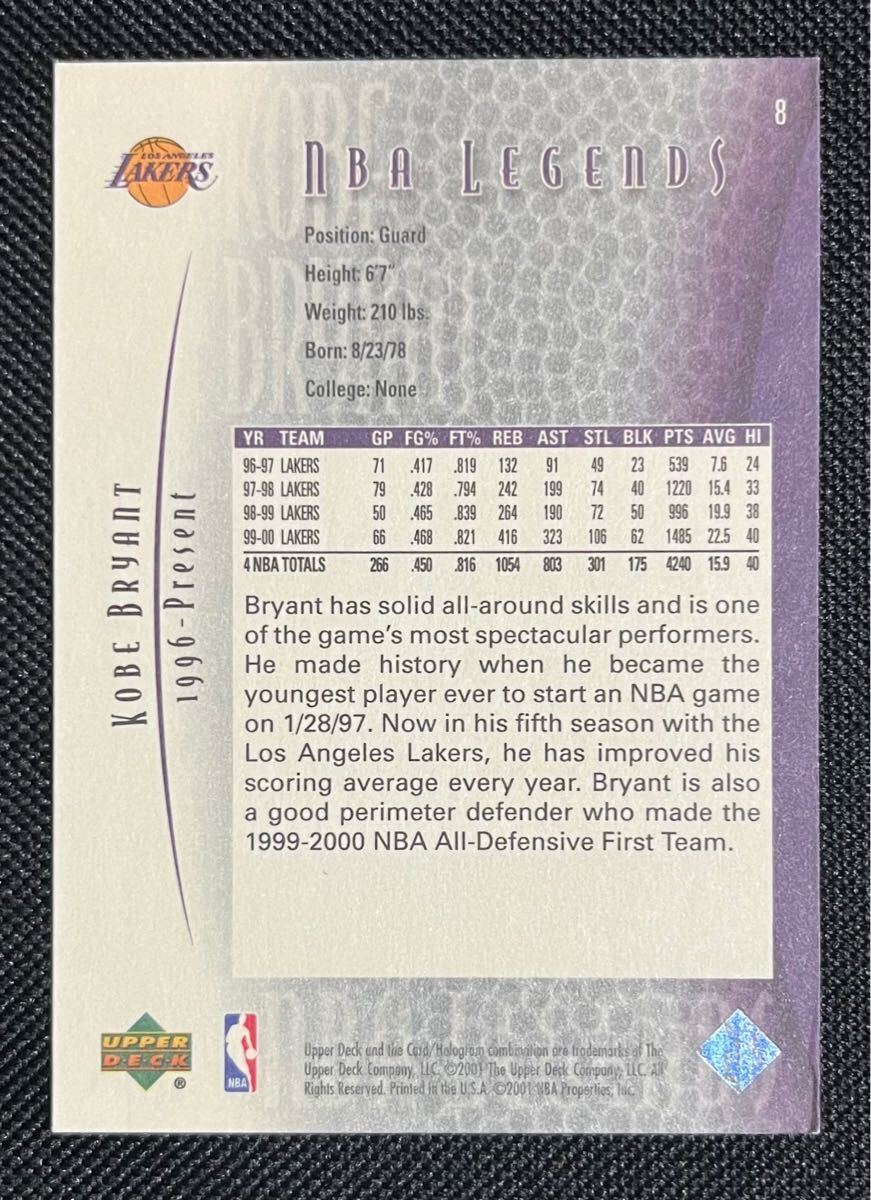 8
LOS ANGELES
LAKERS
NBA LEGENDS
Position: Guard
Height: 6'7"
Weight: 210 lbs.
Born: 8/23/78
College: None
KOBE BRYANT
1996-Present
YR TEAM GP FG% FT% REB AST STL BLK PTS AVG HI
96-97 LAKERS 71 .417 .819 132 91 49 23 539 7.6 24
97-98 LAKERS 79 .428 .794 242 199 74 40 1220 15.4 33
98-99 LAKERS 50 .465 .839 264 190 72 50 996 19.9 38
99-00 LAKERS 66 .468 .821 416 323 106 62 1485 22.5 40
4 NBA TOTALS 266 .450 .816 1054 803 301 175 4240 15.9 40
Bryant has solid all-around skills and is one
of the game's most spectacular performers.
He made history when he became the
youngest player ever to start an NBA game
on 1/28/97. Now in his fifth season with the
Los Angeles Lakers, he has improved his
scoring average every year. Bryant is also
a good perimeter defender who made the
1999-2000 NBA All-Defensive First Team.
UPPER
D·E·C·K
®
NBA
Upper Deck and the Card/Hologram combination are trademarks of The
Upper Deck Company, LLC. ©2001 The Upper Deck Company, LLC. All
Rights Reserved. Printed in the U.S.A. ©2001 NBA Properties, Inc.